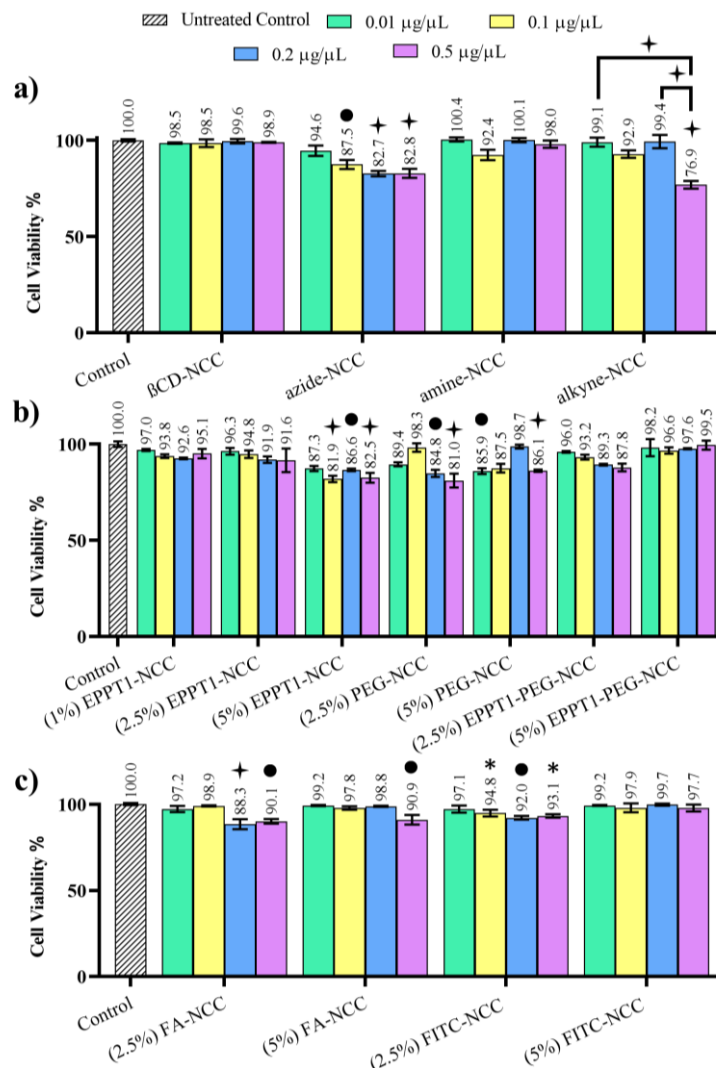 Untreated Control 0.01 µg/µL 0.1 µg/µL
0.2 µg/µL 0.5 µg/µL
a)
100.0 98.5 98.5 99.6 98.9 94.6 87.5 82.7 82.8 100.4 92.4 100.1 98.0 99.1 92.9 99.4 76.9
Cell Viability %
100
50
0
Control βCD-NCC azide-NCC amine-NCC alkyne-NCC
b)
100.0 97.0 93.8 92.6 95.1 96.3 94.8 91.9 91.6 87.3 81.9 86.6 82.5 89.4 98.3 84.8 81.0 85.9 87.5 98.7 86.1 96.0 93.2 89.3 87.8 98.2 96.6 97.6 99.5
Cell Viability %
100
50
0
Control (1%) EPPT1-NCC (2.5%) EPPT1-NCC (5%) EPPT1-NCC (2.5%) PEG-NCC (5%) PEG-NCC (2.5%) EPPT1-PEG-NCC (5%) EPPT1-PEG-NCC
c)
* *
100.0 97.2 98.9 88.3 90.1 99.2 97.8 98.8 90.9 97.1 94.8 92.0 93.1 99.2 97.9 99.7 97.7
Cell Viability %
100
50
0
Control (2.5%) FA-NCC (5%) FA-NCC (2.5%) FITC-NCC (5%) FITC-NCC